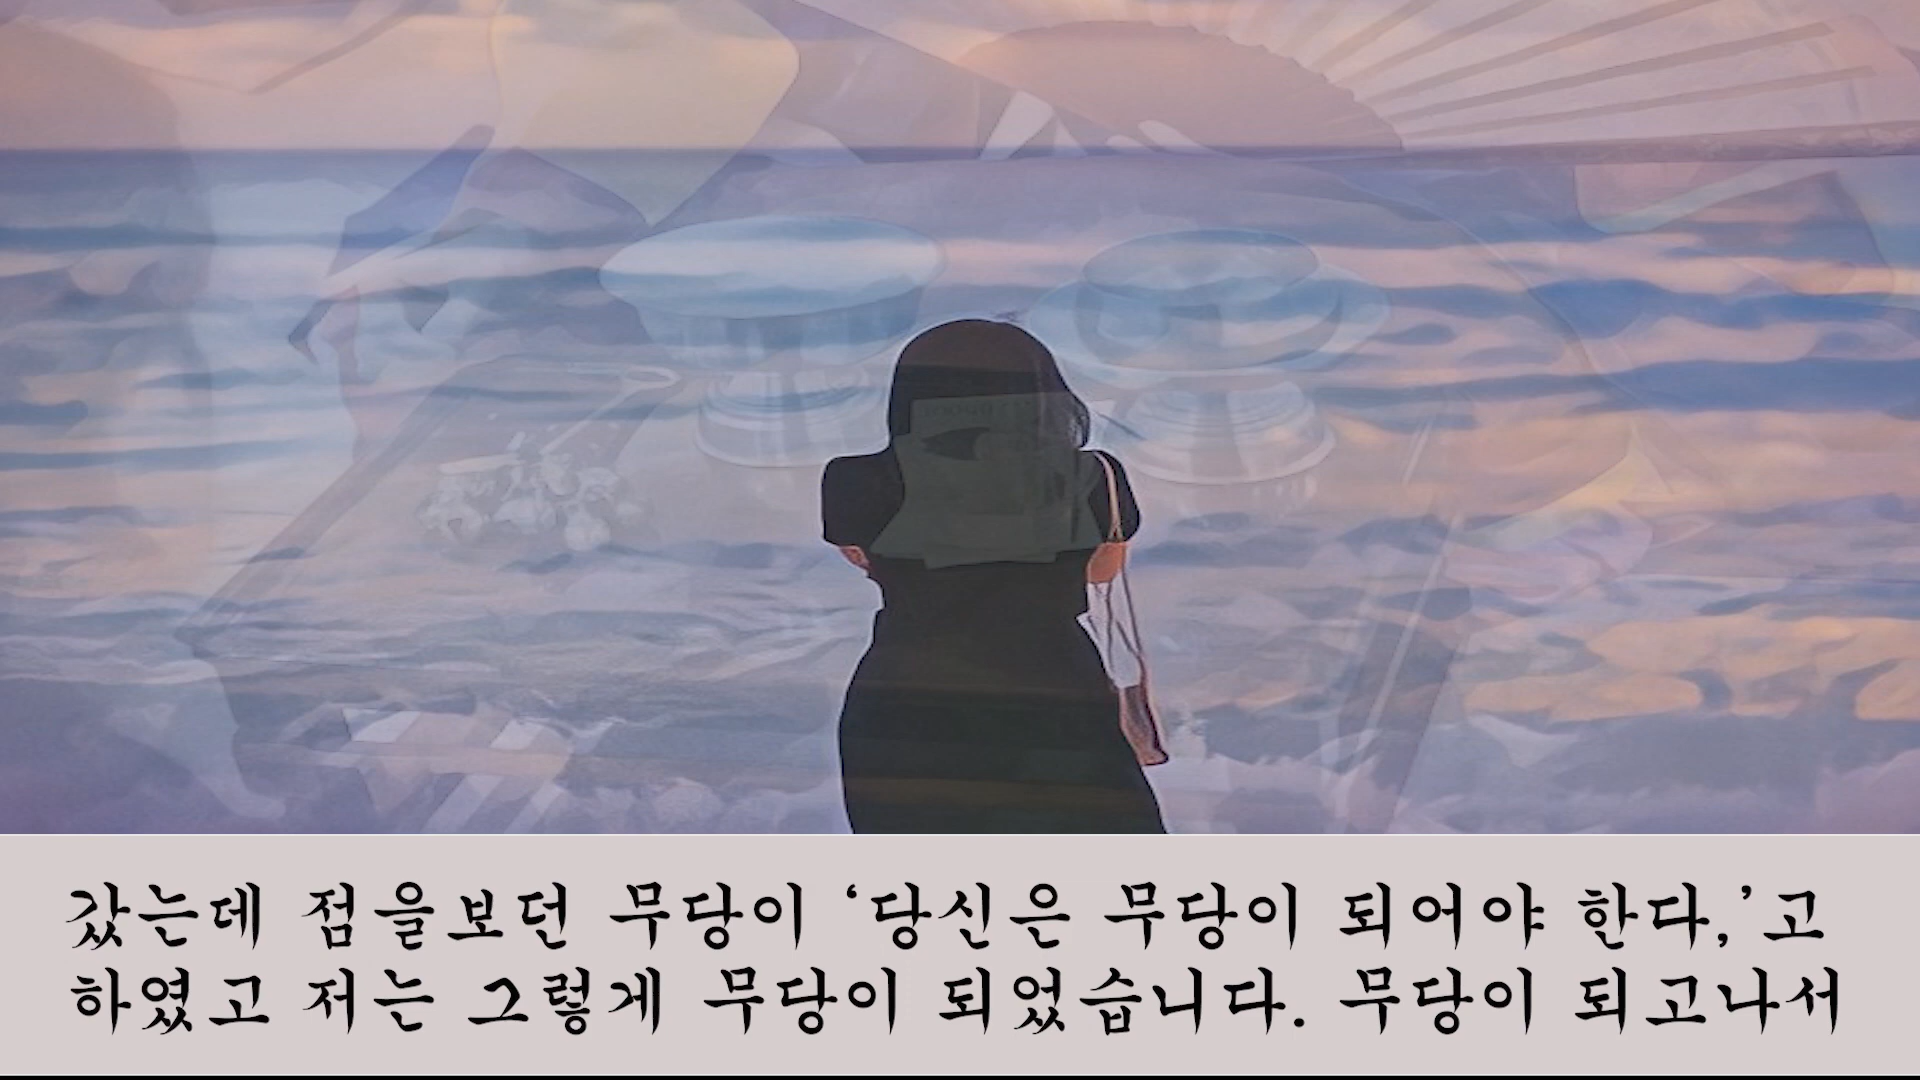 갔는데 점을보던 무당이 ‘당신은 무당이 되어야 한다,’고
하였고 저는 그렇게 무당이 되었습니다. 무당이 되고나서